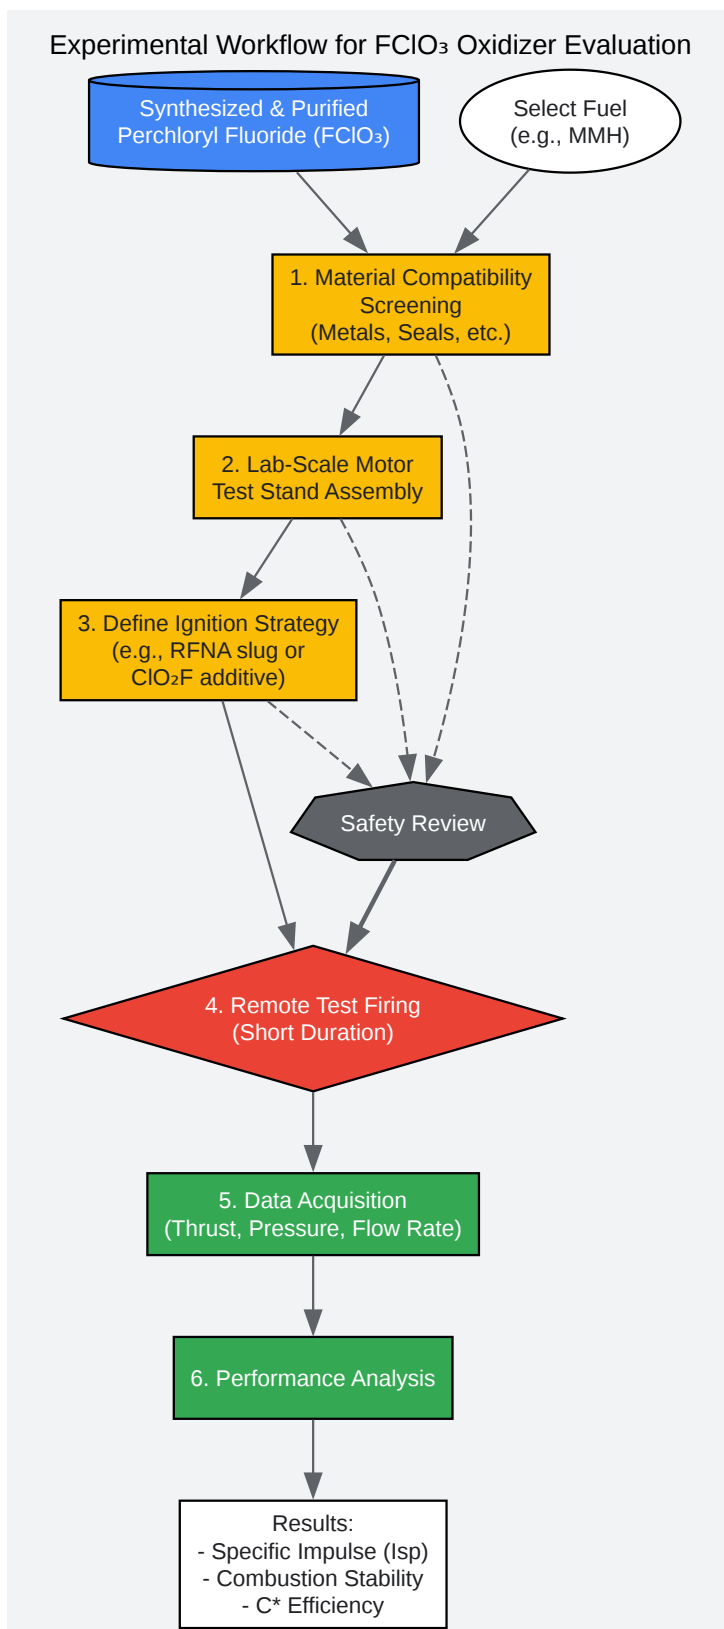 Experimental Workflow for FClO₃ Oxidizer Evaluation
Synthesized & Purified
Perchloryl Fluoride (FClO₃)
Select Fuel
(e.g., MMH)
1. Material Compatibility
Screening
(Metals, Seals, etc.)
2. Lab-Scale Motor
Test Stand Assembly
3. Define Ignition Strategy
(e.g., RFNA slug or
ClO₂F additive)
Safety Review
4. Remote Test Firing
(Short Duration)
5. Data Acquisition
(Thrust, Pressure, Flow Rate)
6. Performance Analysis
Results:
- Specific Impulse (Isp)
- Combustion Stability
- C* Efficiency